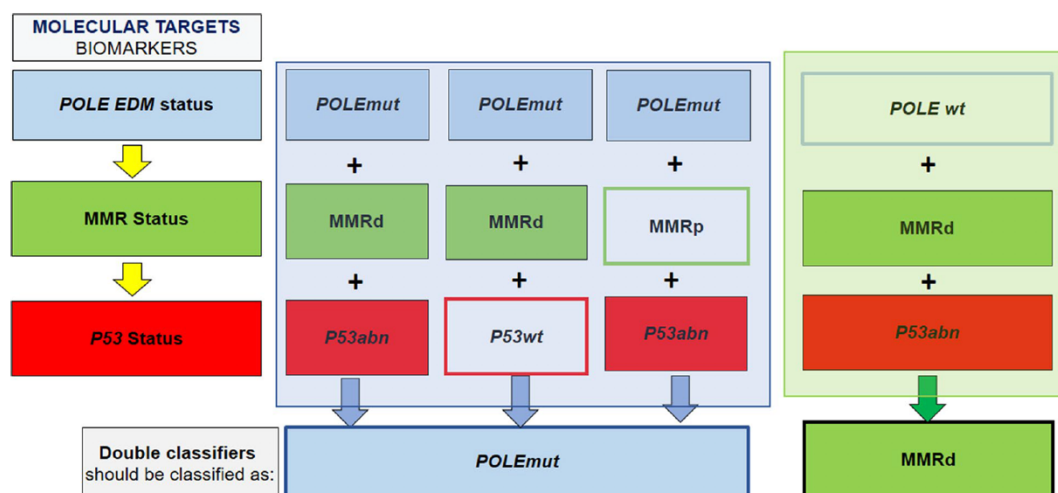 MOLECULAR TARGETS
BIOMARKERS
POLE EDM status
POLEmut
POLEmut
POLEmut
POLE wt
+
+
+
+
MMR Status
MMRd
MMRd
MMRp
MMRd
+
+
+
+
P53 Status
P53abn
P53wt
P53abn
P53abn
Double classifiers
should be classified as:
POLEmut
MMRd